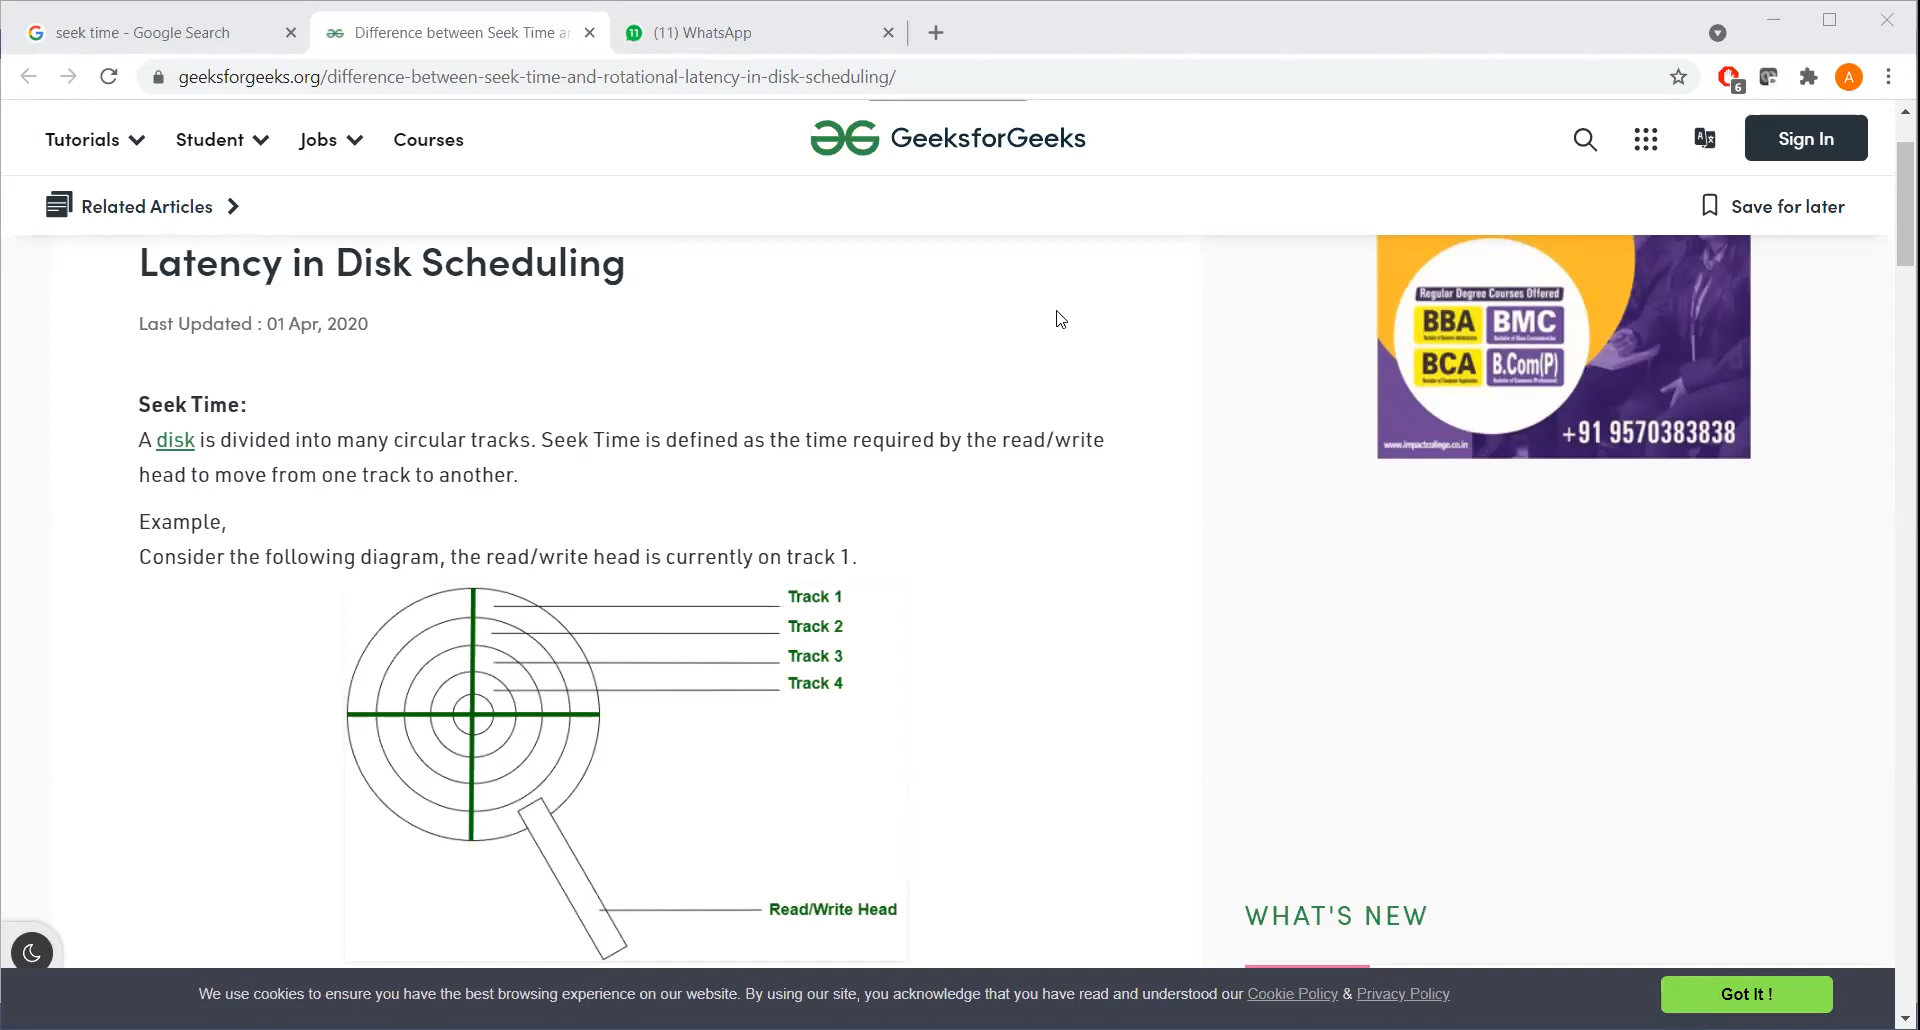 seek time - Google Search
Difference between Seek Time ar
11
(11) WhatsApp
geeksforgeeks.org/difference-between-seek-time-and-rotational-latency-in-disk-scheduling/
6
A
Tutorials
Student
Jobs
Courses
GeeksforGeeks
Sign In
Related Articles
Save for later
Latency in Disk Scheduling
Last Updated : 01 Apr, 2020
Regular Degree Courses Offered
BBA
BMC
BCA
B.Com(P)
www.impactcollege.co.in
+91 9570383838
Seek Time:
A disk is divided into many circular tracks. Seek Time is defined as the time required by the read/write
head to move from one track to another.
Example,
Consider the following diagram, the read/write head is currently on track 1.
Track 1
Track 2
Track 3
Track 4
Read/Write Head
WHAT'S NEW
We use cookies to ensure you have the best browsing experience on our website. By using our site, you acknowledge that you have read and understood our Cookie Policy & Privacy Policy
Got It !